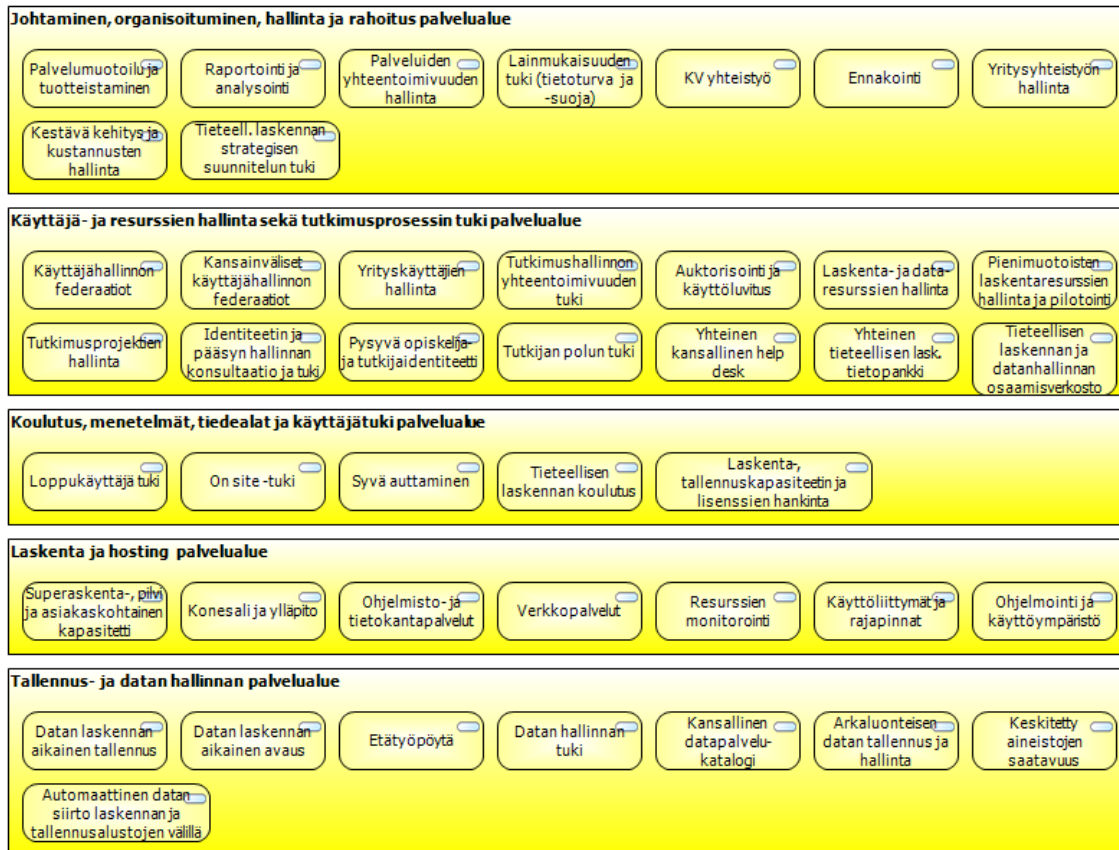 Johtaminen, organisoituminen, hallinta ja rahoitus palvelualue
Palvelumuotoilu ja
tuotteistaminen
Raportointi ja
analysointi
Palveluiden
yhteentoimivuuden
hallinta
Lainmukaisuuden
tuki (tietoturva ja
-suoja)
KV yhteistyö
Ennakointi
Yritysyhteistyön
hallinta
Kestävä kehitys ja
kustannusten
hallinta
Tieteell. laskennan
strategisen
suunnitelun tuki
Käyttäjä- ja resurssien hallinta sekä tutkimusprosessin tuki palvelualue
Käyttäjähallinnon
federaatiot
Kansainväliset
käyttäjähallinnon
federaatiot
Yrityskäyttäjien
hallinta
Tutkimushallinnon
yhteentoimivuuden
tuki
Auktorisointi ja
käyttöluvitus
Laskenta- ja data-
resurssien hallinta
Pienimuotoisten
laskentaresurssien
hallinta ja pilotointi
Tutkimusprojektien
hallinta
Identiteetin ja
pääsyn hallinnan
konsultaatio ja tuki
Pysyvä opiskelija-
ja tutkijaidentiteetti
Tutkijan polun tuki
Yhteinen
kansallinen help
desk
Yhteinen
tieteellisen lask.
tietopankki
Tieteellisen
laskennan ja
datanhallinnan
osaamisverkosto
Koulutus, menetelmät, tiedealat ja käyttäjätuki palvelualue
Loppukäyttäjä tuki
On site -tuki
Syvä auttaminen
Tieteellisen
laskennan koulutus
Laskenta-,
tallennuskapasiteetin ja
lisenssien hankinta
Laskenta ja hosting palvelualue
Superaskenta-, pilvi
ja asiakaskohtainen
kapasitetti
Konesali ja ylläpito
Ohjelmisto- ja
tietokantapalvelut
Verkkopalvelut
Resurssien
monitorointi
Käyttöliittymät ja
rajapinnat
Ohjelmointi ja
käyttöympäristö
Tallennus- ja datan hallinnan palvelualue
Datan laskennan
aikainen tallennus
Datan laskennan
aikainen avaus
Etätyöpöytä
Datan hallinnan
tuki
Kansallinen
datapalvelu-
katalogi
Arkaluonteisen
datan tallennus ja
hallinta
Keskitetty
aineistojen
saatavuus
Automaattinen datan
siirto laskennan ja
tallennusalustojen välillä